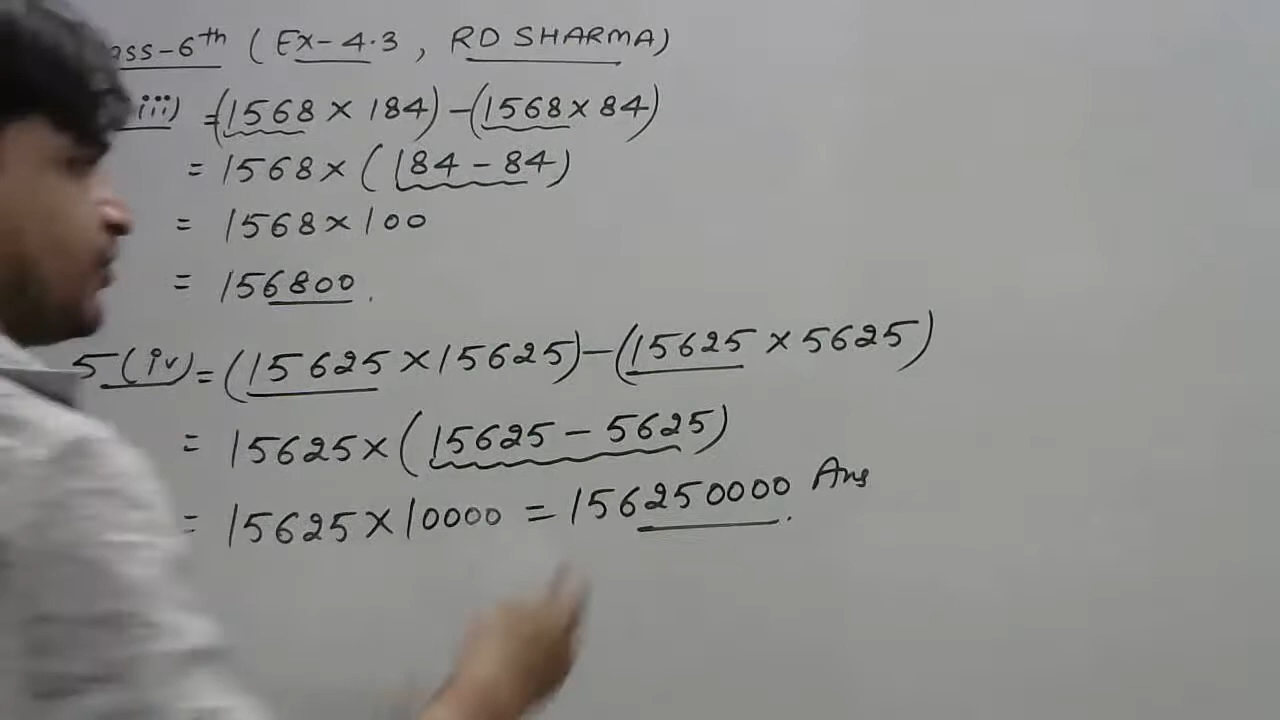 ass-6th (Ex-4.3, RD SHARMA)
iii) =(1568 × 184) -(1568 × 84)
= 1568 × (184 - 84)
= 1568 × 100
= 156800.
5 (iv) = (15625 × 15625) - (15625 × 5625)
= 15625 × (15625 - 5625)
= 15625 × 10000 = 156250000. Ans